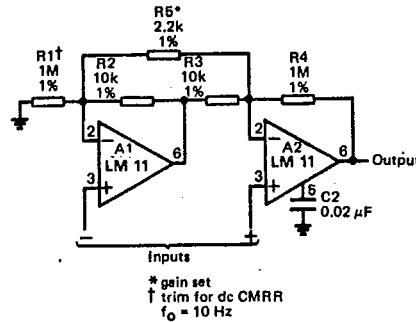 R5*
2.2k
1%
R1†
1M
1%
R2
10k
1%
R3
10k
1%
R4
1M
1%
2
A1
LM 11
6
3
2
A2
LM 11
6
3
Output
5
C2
0.02 μF
−
+
−
+
−
+
Inputs
* gain set
† trim for dc CMRR
fo = 10 Hz